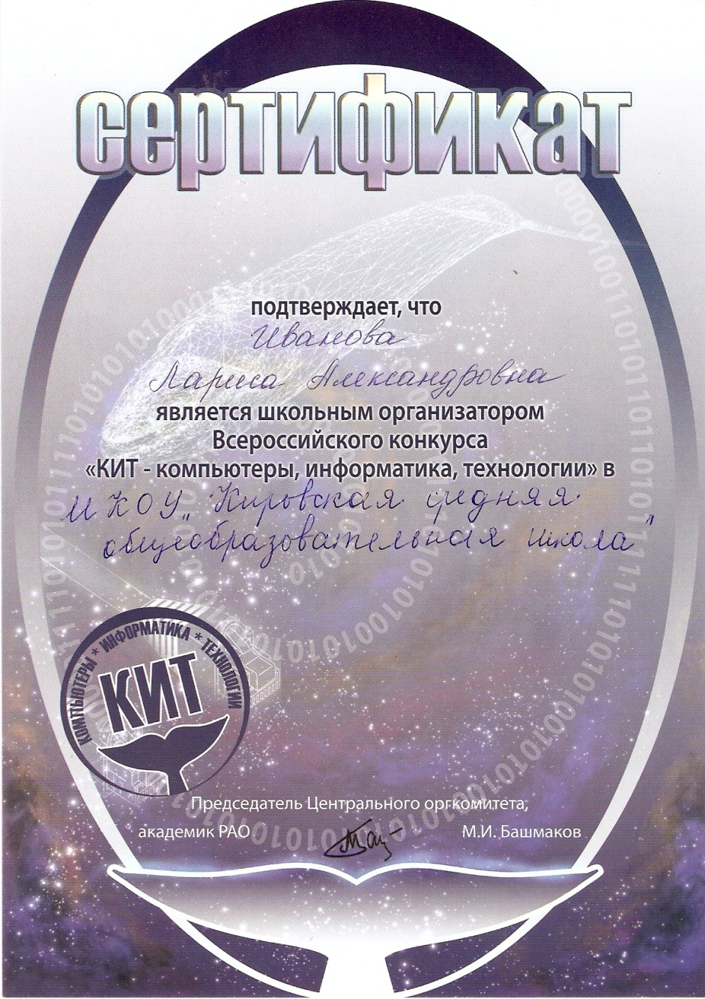 сертификат
подтверждает, что
Иванова
Лариса Александровна
является школьным организатором
Всероссийского конкурса
«КИТ - компьютеры, информатика, технологии» в
МКОУ „Кировская средняя
общеобразовательная школа"
КОМПЬЮТЕРЫ * ИНФОРМАТИКА * ТЕХНОЛОГИИ
КИТ
Председатель Центрального оргкомитета,
академик РАО
М.И. Башмаков